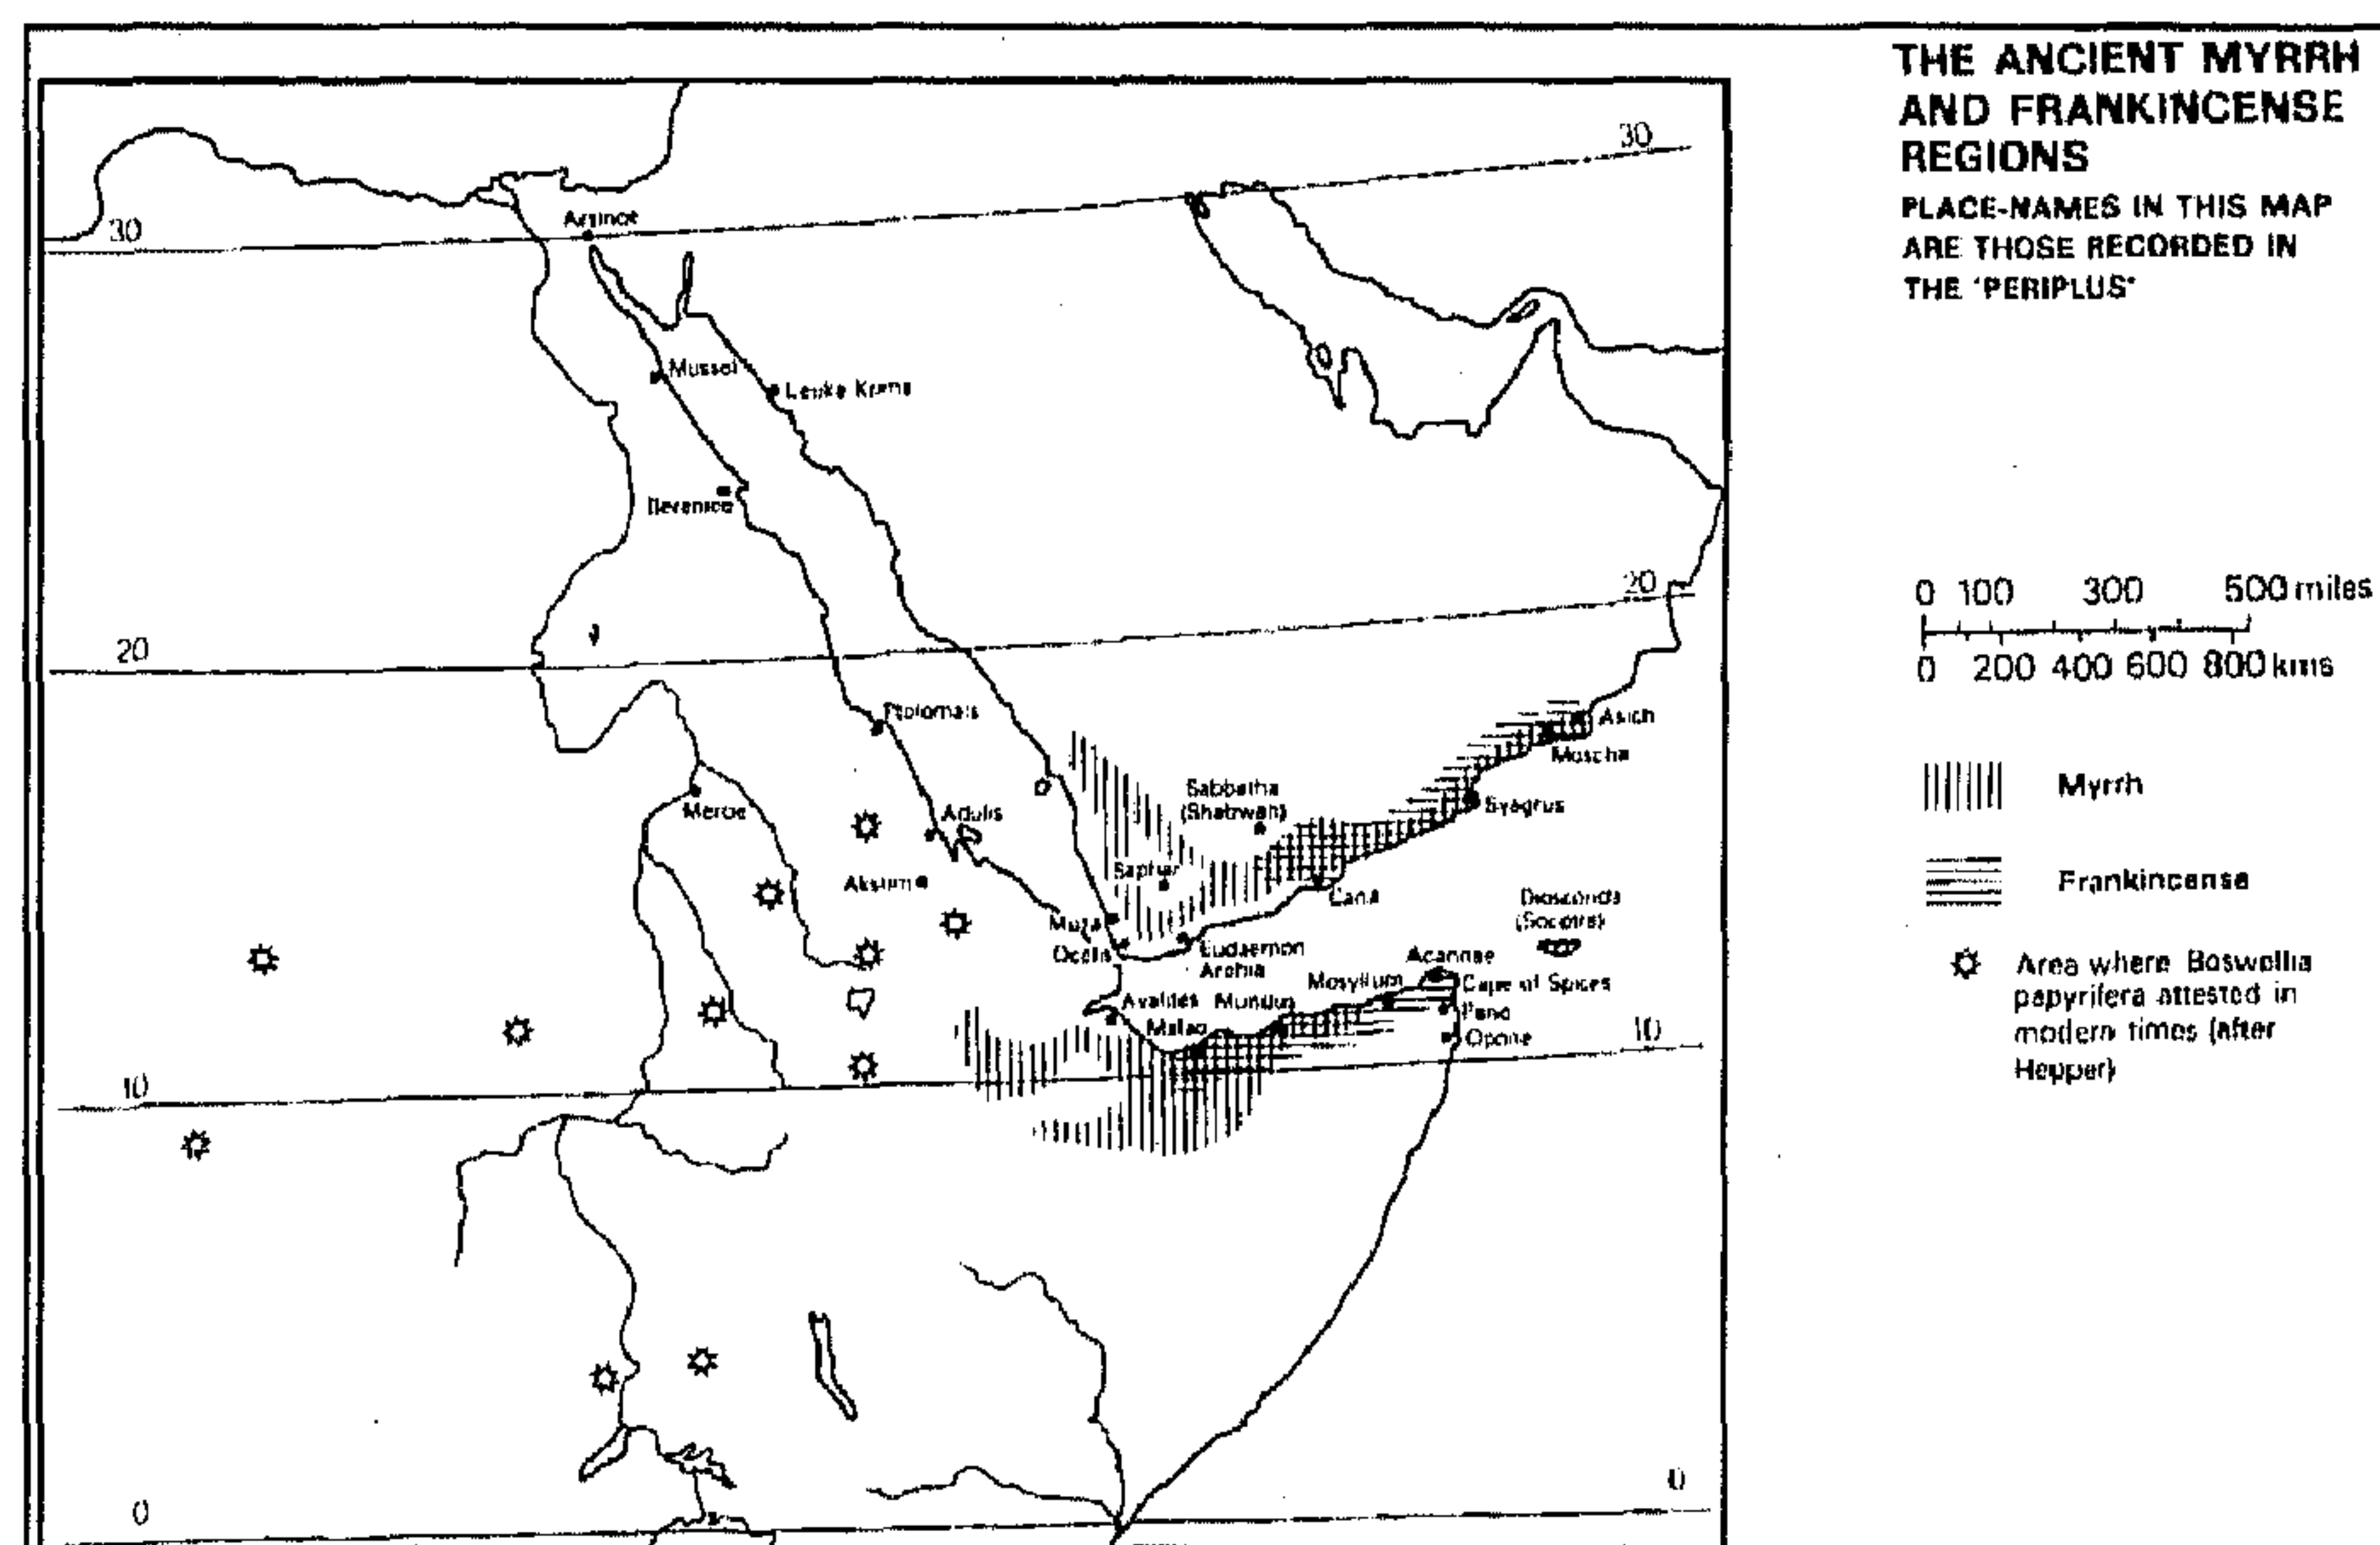 THE ANCIENT MYRRH
AND FRANKINCENSE
REGIONS
PLACE-NAMES IN THIS MAP
ARE THOSE RECORDED IN
THE 'PERIPLUS'
30
30
Arsinoe
Mussel
Leuke Kome
Berenice
20
20
Ptolomais
Asich
Moscha
Meroe
Sabbatha
(Shabwah)
Syagrus
Adulis
Saphar
Aksum
Cana
Dioscorida
(Socotra)
Muza
Ocelis
Eudaemon
Arabia
Acannae
Mosyllum
Cape of Spices
Avalites
Mundus
Pano
Malao
Opone
10
10
0
0
0 100 300 500 miles
0 200 400 600 800 kms
Myrrh
Frankincense
Area where Boswellia
papyrifera attested in
modern times (after
Hepper)